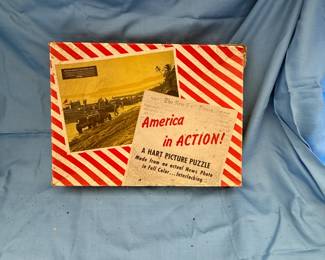 America
in ACTION!
A HART PICTURE PUZZLE
Made from an actual News Photo
in Full Color...Interlocking